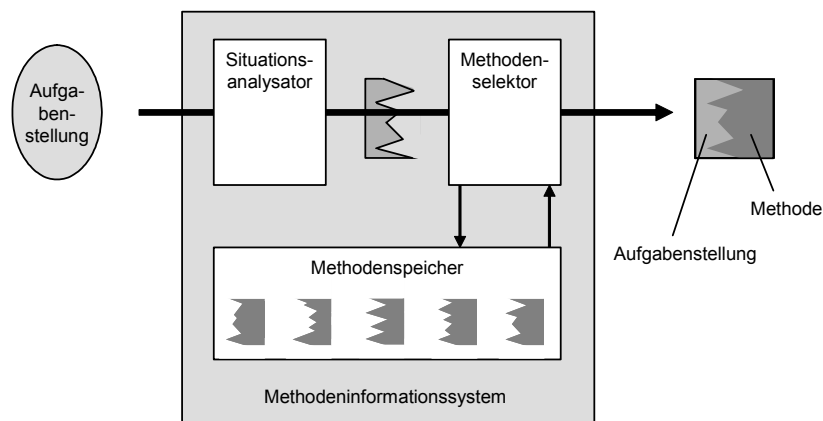 Aufga-
ben-
stellung
Situations-
analysator
Methoden-
selektor
Methode
Aufgabenstellung
Methodenspeicher
Methodeninformationssystem